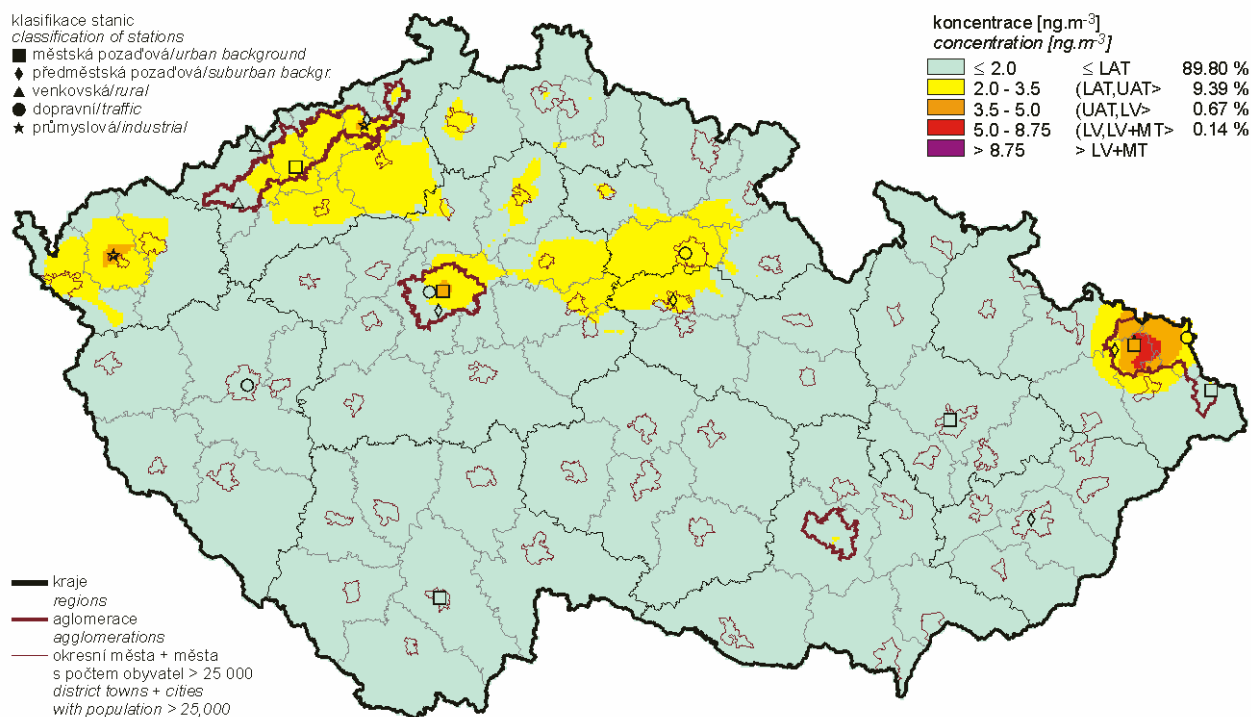 klasifikace stanic
classification of stations
městská pozaďová/urban background
předměstská pozaďová/suburban backgr.
venkovská/rural
dopravní/traffic
průmyslová/industrial
koncentrace [ng.m-3]
concentration [ng.m-3]
≤ 2.0 ≤ LAT 89.80 %
2.0 - 3.5 (LAT,UAT> 9.39 %
3.5 - 5.0 (UAT,LV> 0.67 %
5.0 - 8.75 (LV,LV+MT> 0.14 %
> 8.75 > LV+MT
kraje
regions
aglomerace
agglomerations
okresní města + města
s počtem obyvatel > 25 000
district towns + cities
with population > 25,000